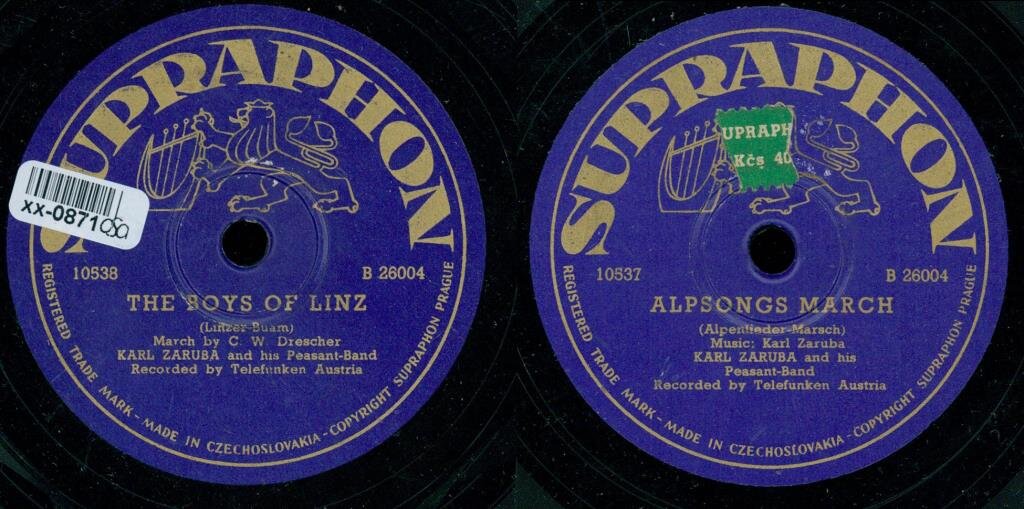 SUPRAPHON
xx-0871
10538
B 26004
THE BOYS OF LINZ
(Linzer Buam)
March by C. W. Drescher
KARL ZARUBA and his Peasant-Band
Recorded by Telefunken Austria
REGISTERED TRADE MARK - MADE IN CZECHOSLOVAKIA - COPYRIGHT SUPRAPHON PRAGUE
SUPRAPHON
UPRAPH
Kčs 40
10537
B 26004
ALPSONGS MARCH
(Alpenlieder-Marsch)
Music: Karl Zaruba
KARL ZARUBA and his
Peasant-Band
Recorded by Telefunken Austria
REGISTERED TRADE MARK - MADE IN CZECHOSLOVAKIA - COPYRIGHT SUPRAPHON PRAGUE